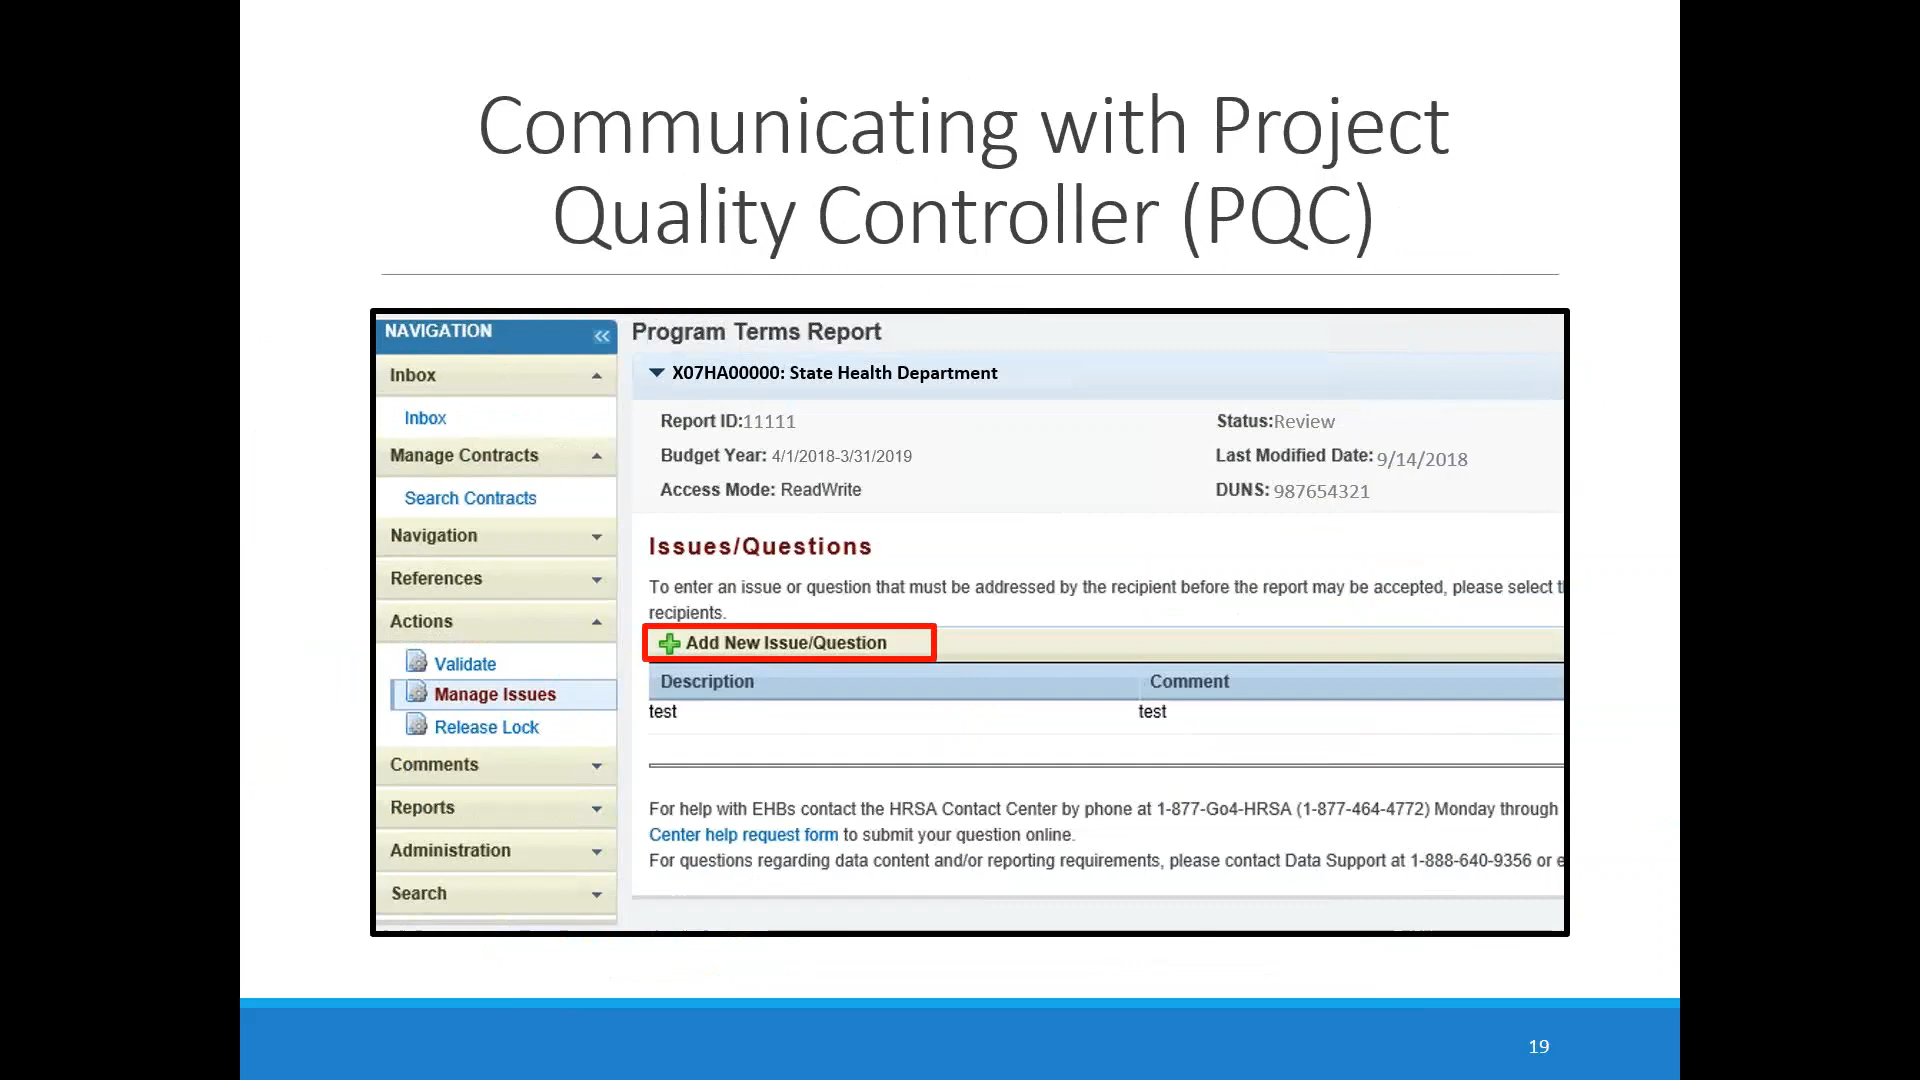 Communicating with Project
Quality Controller (PQC)
NAVIGATION
Inbox
Inbox
Manage Contracts
Search Contracts
Navigation
References
Actions
Validate
Manage Issues
Release Lock
Comments
Reports
Administration
Search
Program Terms Report
X07HA00000: State Health Department
Report ID:11111
Status:Review
Budget Year: 4/1/2018-3/31/2019
Last Modified Date: 9/14/2018
Access Mode: ReadWrite
DUNS: 987654321
Issues/Questions
To enter an issue or question that must be addressed by the recipient before the report may be accepted, please select
recipients.
Add New Issue/Question
Description Comment
test test
For help with EHBs contact the HRSA Contact Center by phone at 1-877-Go4-HRSA (1-877-464-4772) Monday through
Center help request form to submit your question online.
For questions regarding data content and/or reporting requirements, please contact Data Support at 1-888-640-9356 or
19